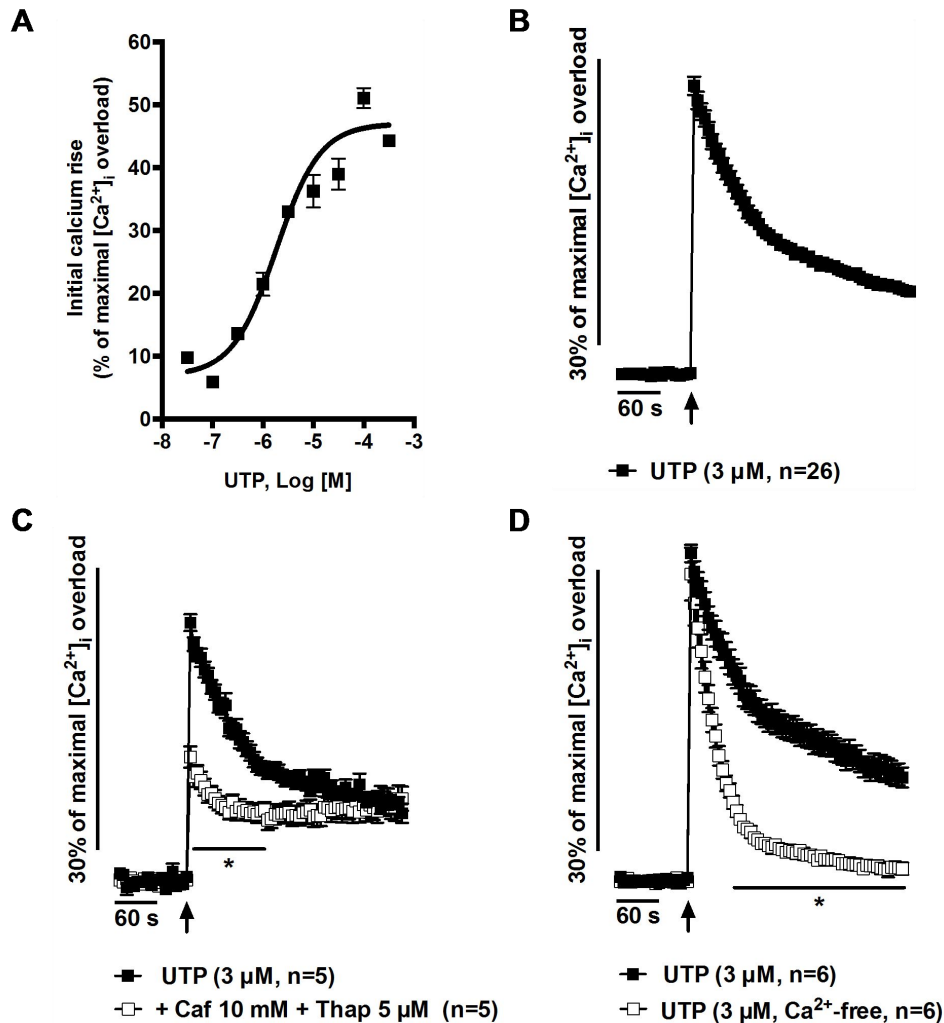 A
60
50
40
30
20
10
0
-8 -7 -6 -5 -4 -3
Initial calcium rise
(% of maximal [Ca²⁺]ᵢ overload)
UTP, Log [M]
B
30% of maximal [Ca²⁺]ᵢ overload
60 s
UTP (3 µM, n=26)
C
30% of maximal [Ca²⁺]ᵢ overload
*
60 s
UTP (3 µM, n=5)
+ Caf 10 mM + Thap 5 µM (n=5)
D
30% of maximal [Ca²⁺]ᵢ overload
60 s
*
UTP (3 µM, n=6)
UTP (3 µM, Ca²⁺-free, n=6)